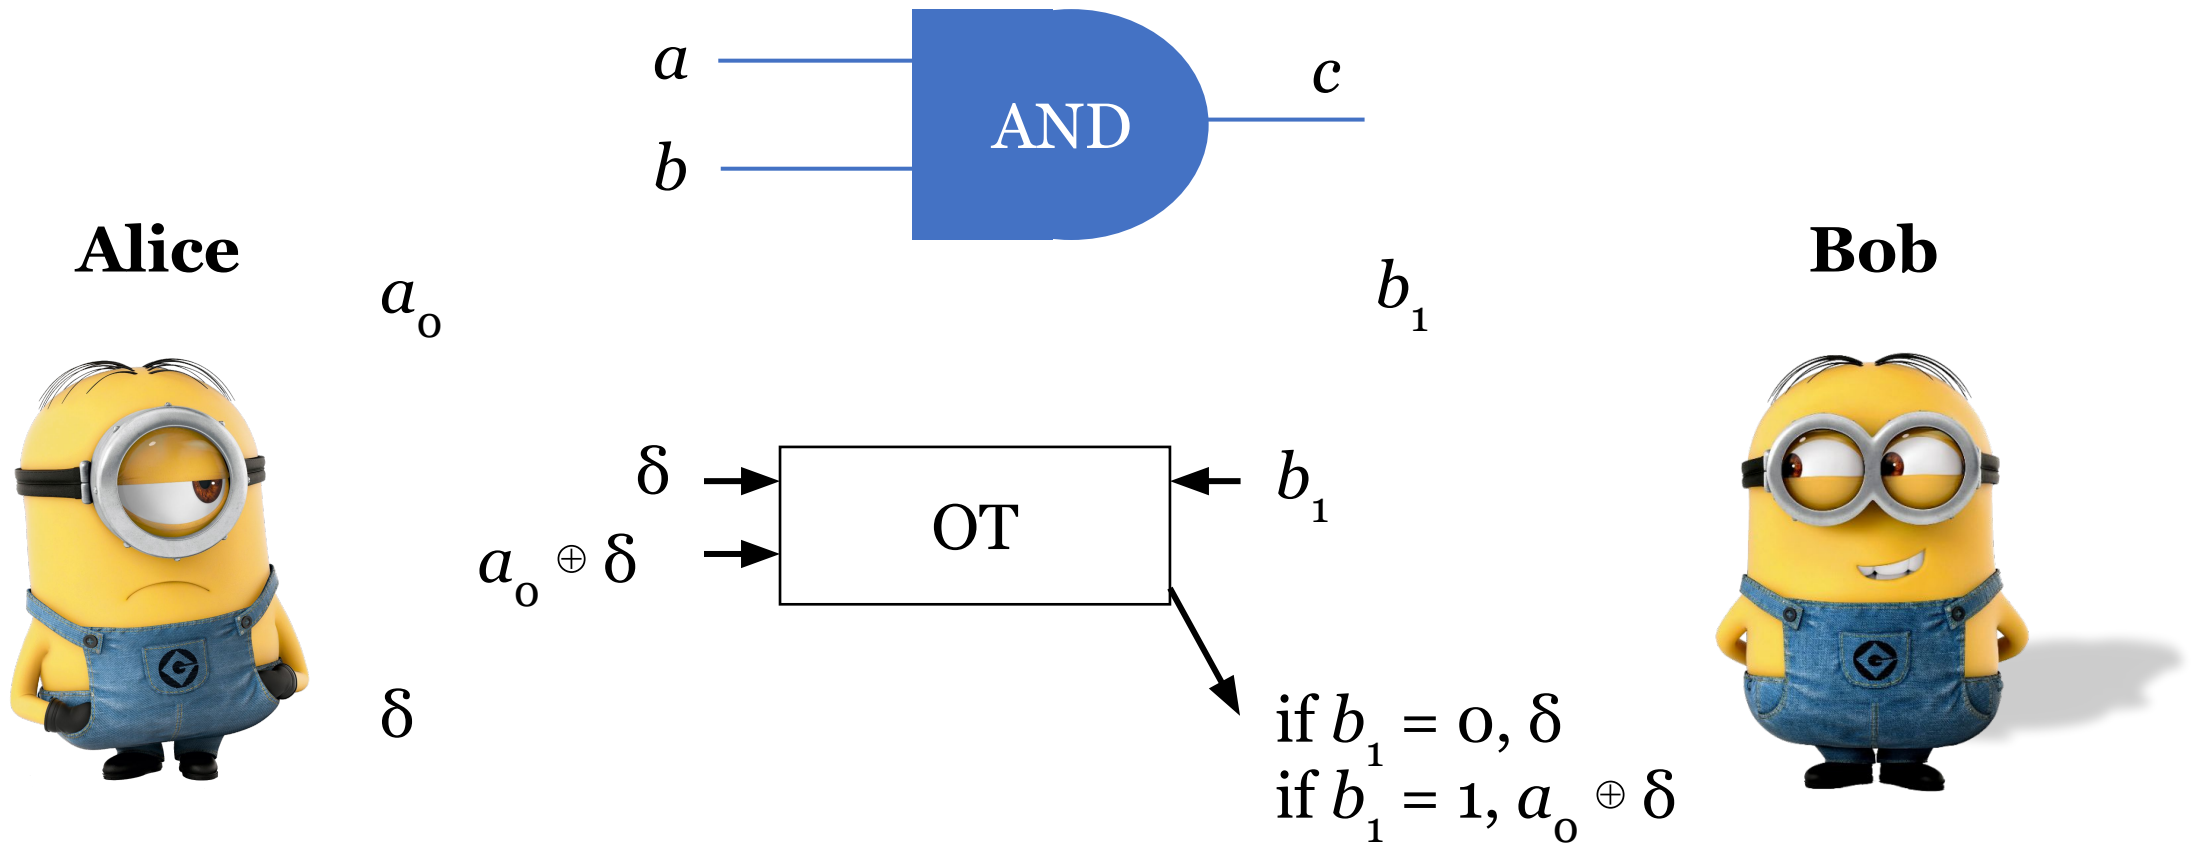 a
c
AND
b
Alice
Bob
a₀
b₁
δ
b₁
OT
a₀ ⊕ δ
δ
if b₁ = 0, δ
if b₁ = 1, a₀ ⊕ δ